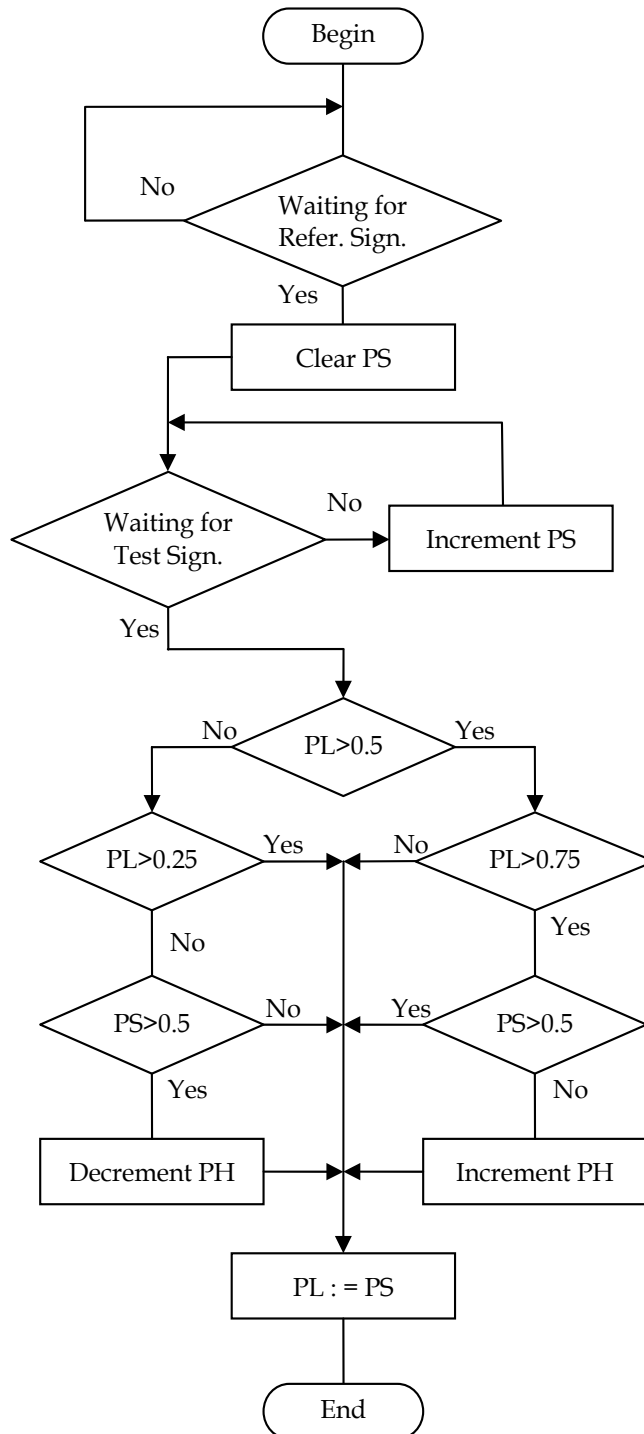 Begin
No
Waiting for
Refer. Sign.
Yes
Clear PS
Waiting for
Test Sign.
No
Increment PS
Yes
No
PL>0.5
Yes
PL>0.25
Yes
No
PL>0.75
No
Yes
PS>0.5
No
Yes
PS>0.5
Yes
No
Decrement PH
Increment PH
PL : = PS
End